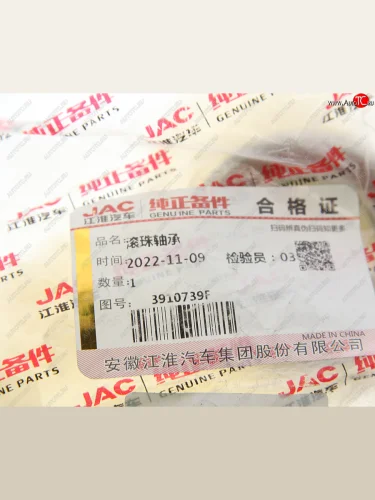 JAC 纯正备件
江淮汽车 GENUINE PARTS
合格证
扫码辨真伪扫码知更多
品名: 滚珠轴承
时间: 2022-11-09 检验员: 03
数量: 1
图号: 3910739F
MADE IN CHINA
安徽江淮汽车集团股份有限公司